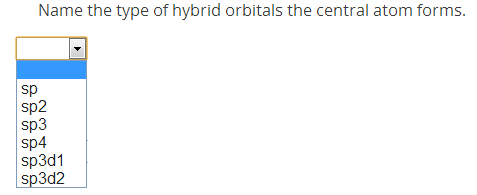 Name the type of hybrid orbitals the central atom forms.
sp
sp2
sp3
sp4
sp3d1
sp3d2